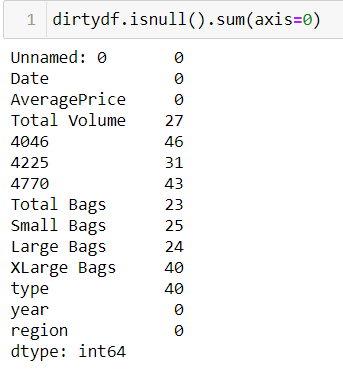 1 dirtydf.isnull().sum(axis=0)
Unnamed: 0 0
Date 0
AveragePrice 0
Total Volume 27
4046 46
4225 31
4770 43
Total Bags 23
Small Bags 25
Large Bags 24
XLarge Bags 40
type 40
year 0
region 0
dtype: int64